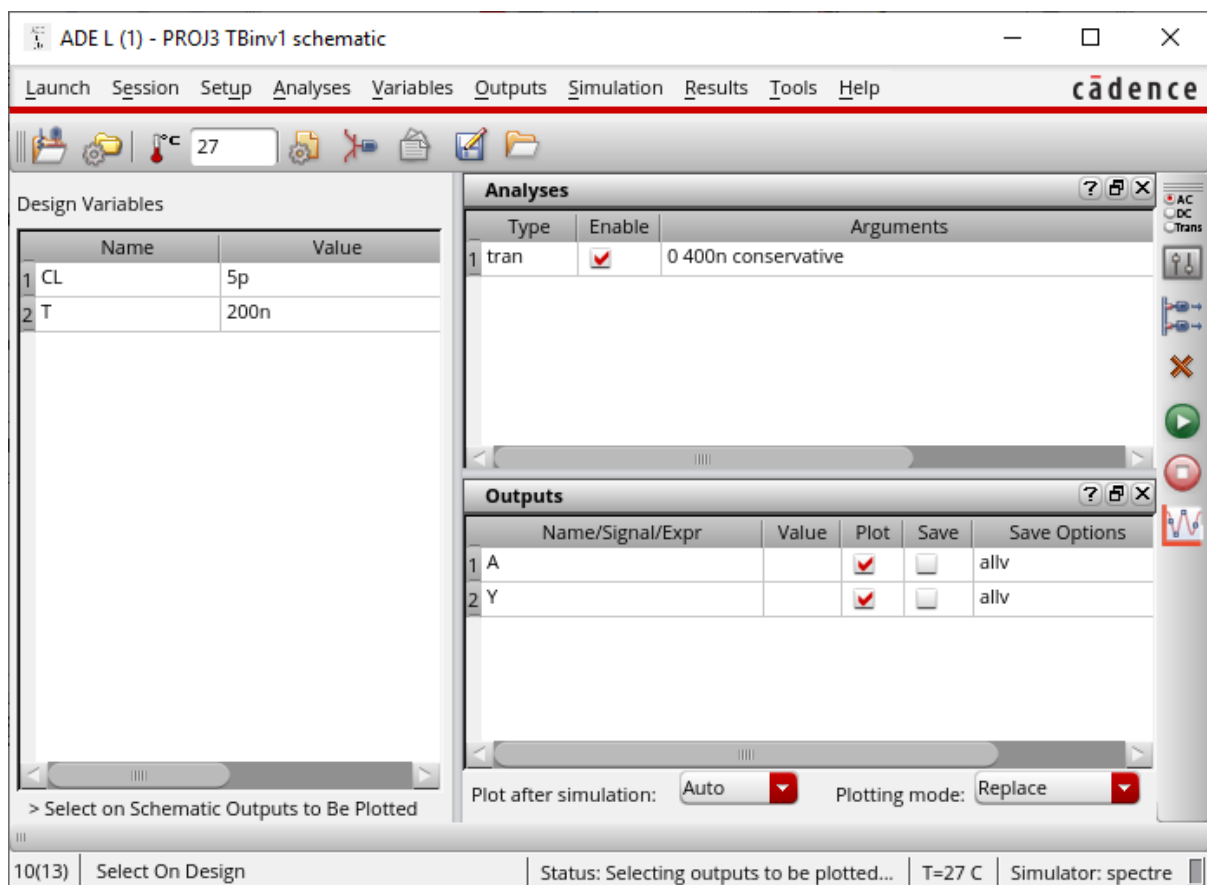 ADE L (1) - PROJ3 TBinv1 schematic
Launch Session Setup Analyses Variables Outputs Simulation Results Tools Help cādence
°C 27
Design Variables
Name Value
1 CL 5p
2 T 200n
> Select on Schematic Outputs to Be Plotted
Analyses ?
Type Enable Arguments
1 tran 0 400n conservative
Outputs ?
Name/Signal/Expr Value Plot Save Save Options
1 A allv
2 Y allv
Plot after simulation: Auto Plotting mode: Replace
AC
DC
Trans
10(13) Select On Design Status: Selecting outputs to be plotted... T=27 C Simulator: spectre